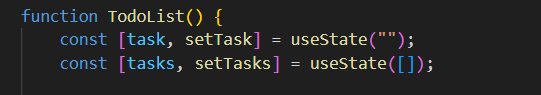 function TodoList() {
const [task, setTask] = useState("");
const [tasks, setTasks] = useState([]);